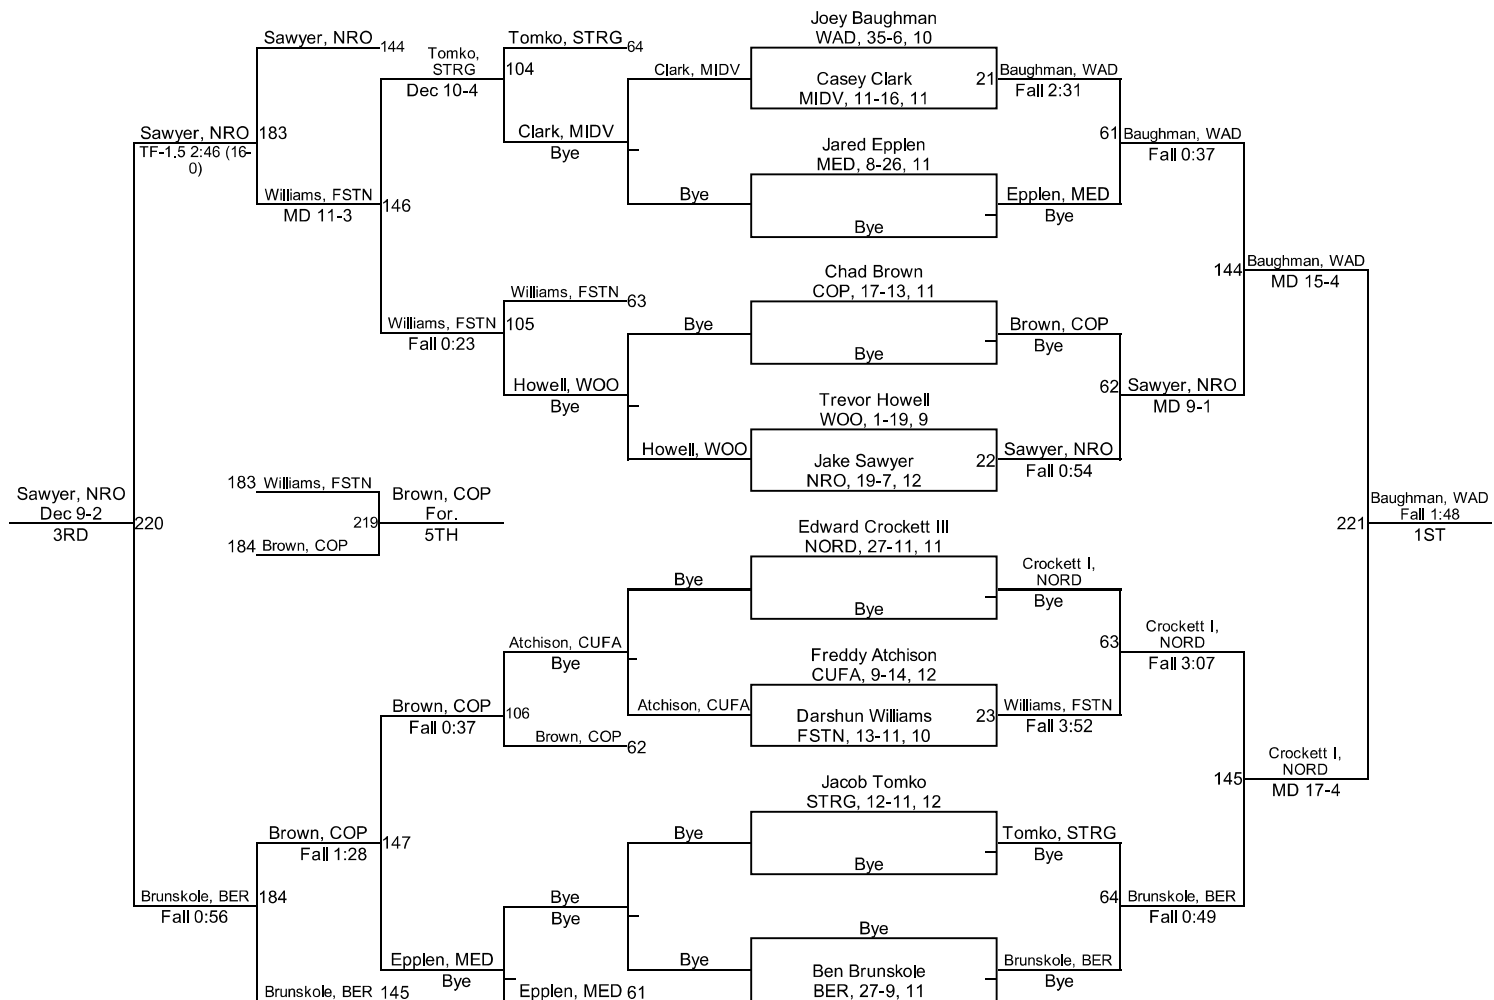 Joey Baughman
WAD, 35-6, 10
Sawyer, NRO 144
Tomko,
STRG
Dec 10-4
104
Tomko, STRG 64
Clark, MIDV
Casey Clark
MIDV, 11-16, 11
21
Baughman, WAD
Fall 2:31
Sawyer, NRO
TF-1.5 2:46 (16-
0)
183
Clark, MIDV
Bye
Jared Epplen
MED, 8-26, 11
61
Baughman, WAD
Fall 0:37
Williams, FSTN
MD 11-3
146
Bye
Bye
Epplen, MED
Bye
Chad Brown
COP, 17-13, 11
144
Baughman, WAD
MD 15-4
Williams, FSTN
Fall 0:23
105
Williams, FSTN 63
Bye
Bye
Brown, COP
Bye
Howell, WOO
Bye
Trevor Howell
WOO, 1-19, 9
62
Sawyer, NRO
MD 9-1
Howell, WOO
Jake Sawyer
NRO, 19-7, 12
22
Sawyer, NRO
Fall 0:54
Sawyer, NRO
Dec 9-2
3RD
220
183 Williams, FSTN
184 Brown, COP
219
Brown, COP
For.
5TH
Edward Crockett III
NORD, 27-11, 11
221
Baughman, WAD
Fall 1:48
1ST
Bye
Bye
Crockett I,
NORD
Bye
Atchison, CUFA
Bye
Freddy Atchison
CUFA, 9-14, 12
63
Crockett I,
NORD
Fall 3:07
Brown, COP
Fall 0:37
106
Brown, COP 62
Atchison, CUFA
Darshun Williams
FSTN, 13-11, 10
23
Williams, FSTN
Fall 3:52
Jacob Tomko
STRG, 12-11, 12
145
Crockett I,
NORD
MD 17-4
Brown, COP
Fall 1:28
147
Bye
Bye
Tomko, STRG
Bye
Brunskole, BER
Fall 0:56
184
Bye
Bye
Bye
64
Brunskole, BER
Fall 0:49
Epplen, MED
Bye
Bye
Ben Brunskole
BER, 27-9, 11
Brunskole, BER
Bye
Brunskole, BER 145
Epplen, MED 61